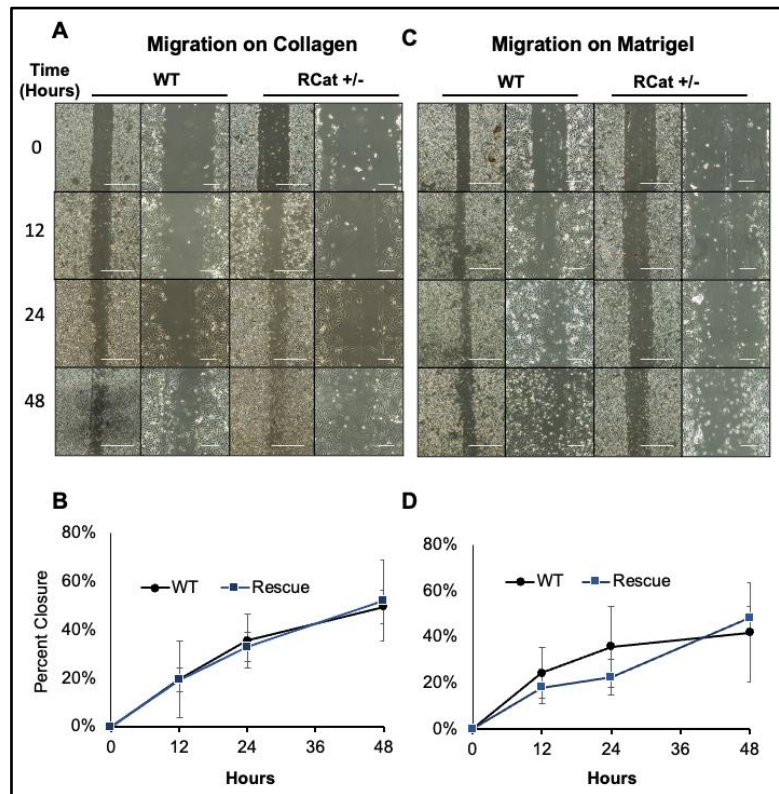 A
Migration on Collagen
C
Migration on Matrigel
Time
(Hours)
WT
RCat +/-
WT
RCat +/-
0
12
24
48
B
80%
60%
40%
20%
0%
Percent Closure
WT
Rescue
0
12
24
36
48
Hours
D
80%
60%
40%
20%
0%
WT
Rescue
0
12
24
36
48
Hours